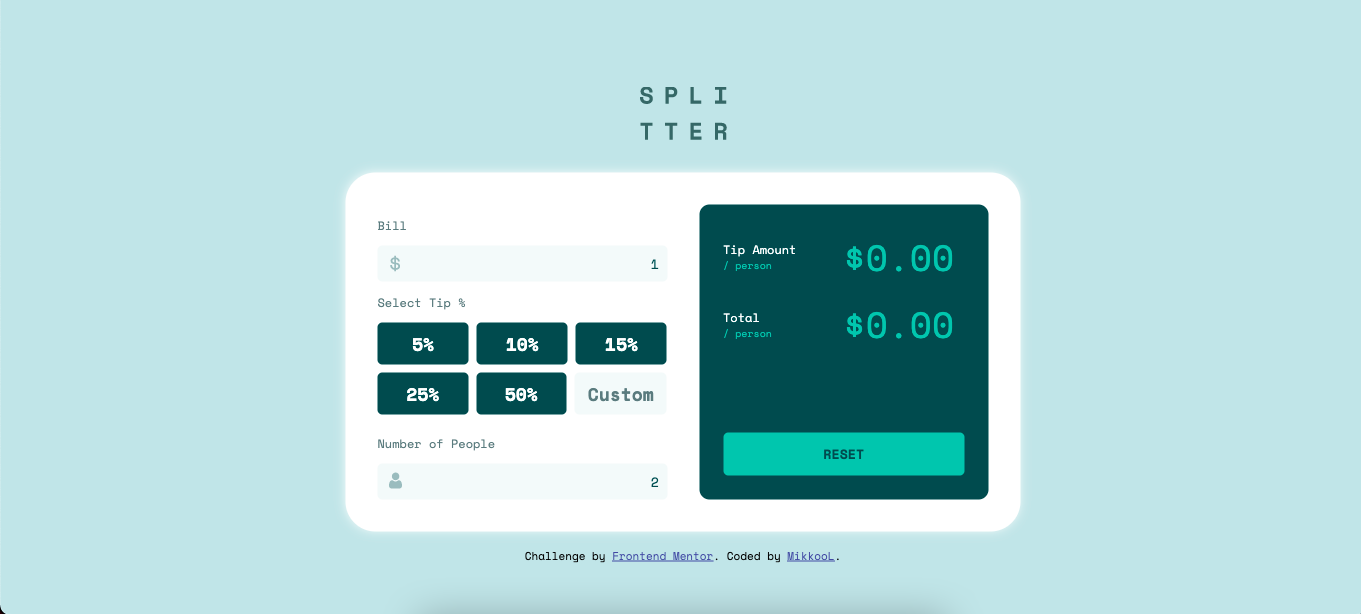 SPLI
TTER
Bill
$ 1
Select Tip %
5% 10% 15%
25% 50% Custom
Number of People
2
Tip Amount
/ person
$0.00
Total
/ person
$0.00
RESET
Challenge by Frontend Mentor. Coded by MikkooL.